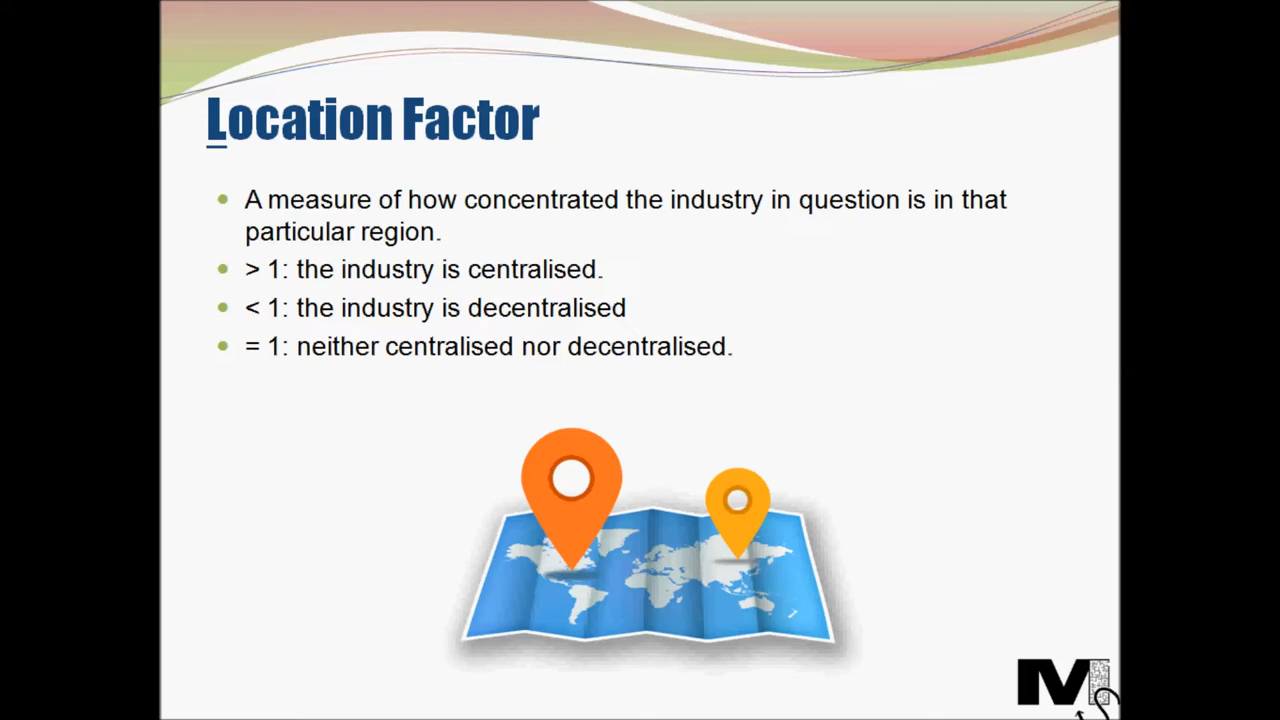 Location Factor
A measure of how concentrated the industry in question is in that
particular region.
> 1: the industry is centralised.
< 1: the industry is decentralised
= 1: neither centralised nor decentralised.